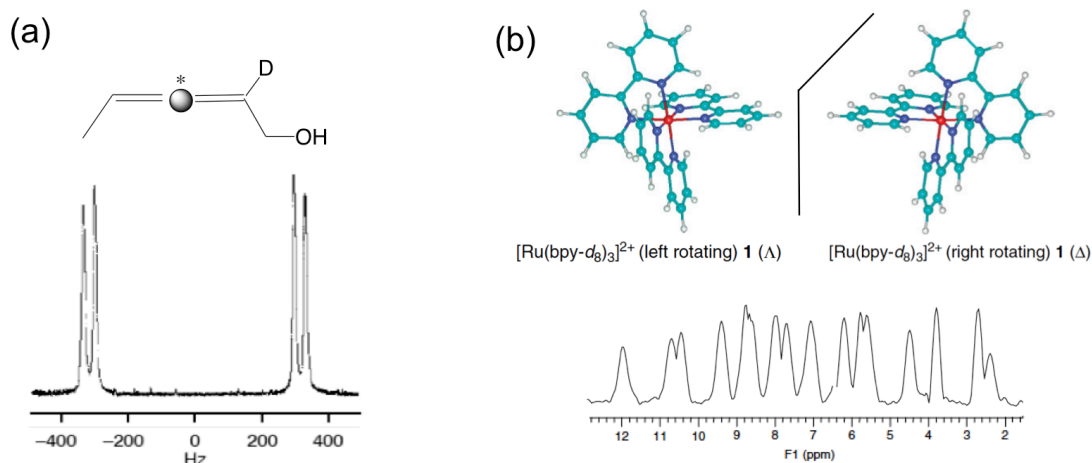 (a)
*
D
OH
−400 −200 0 200 400
Hz
(b)
[Ru(bpy-d8)3]2+ (left rotating) 1 (Λ)
[Ru(bpy-d8)3]2+ (right rotating) 1 (Δ)
12 11 10 9 8 7 6 5 4 3 2
F1 (ppm)